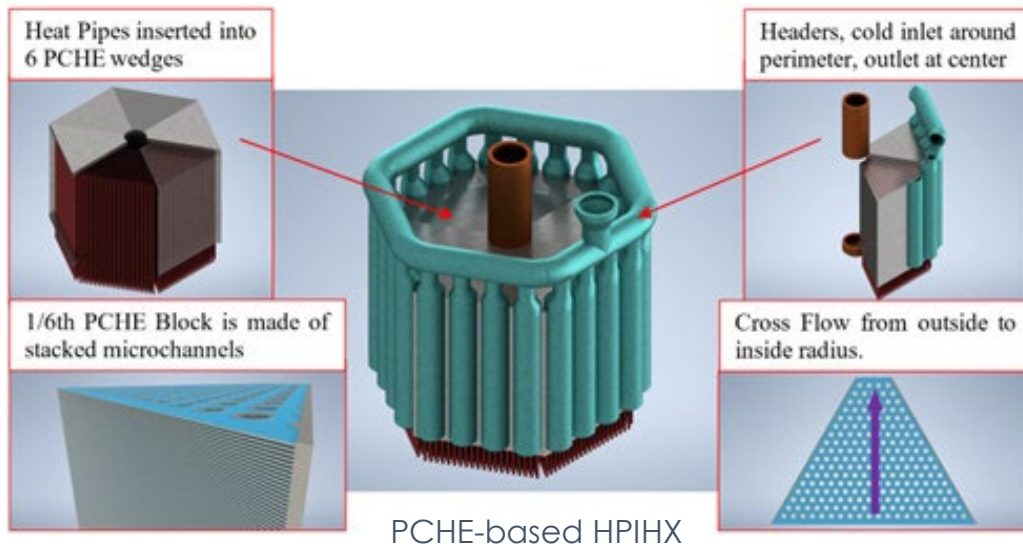 Heat Pipes inserted into
6 PCHE wedges
Headers, cold inlet around
perimeter, outlet at center
1/6th PCHE Block is made of
stacked microchannels
Cross Flow from outside to
inside radius.
PCHE-based HPIHX